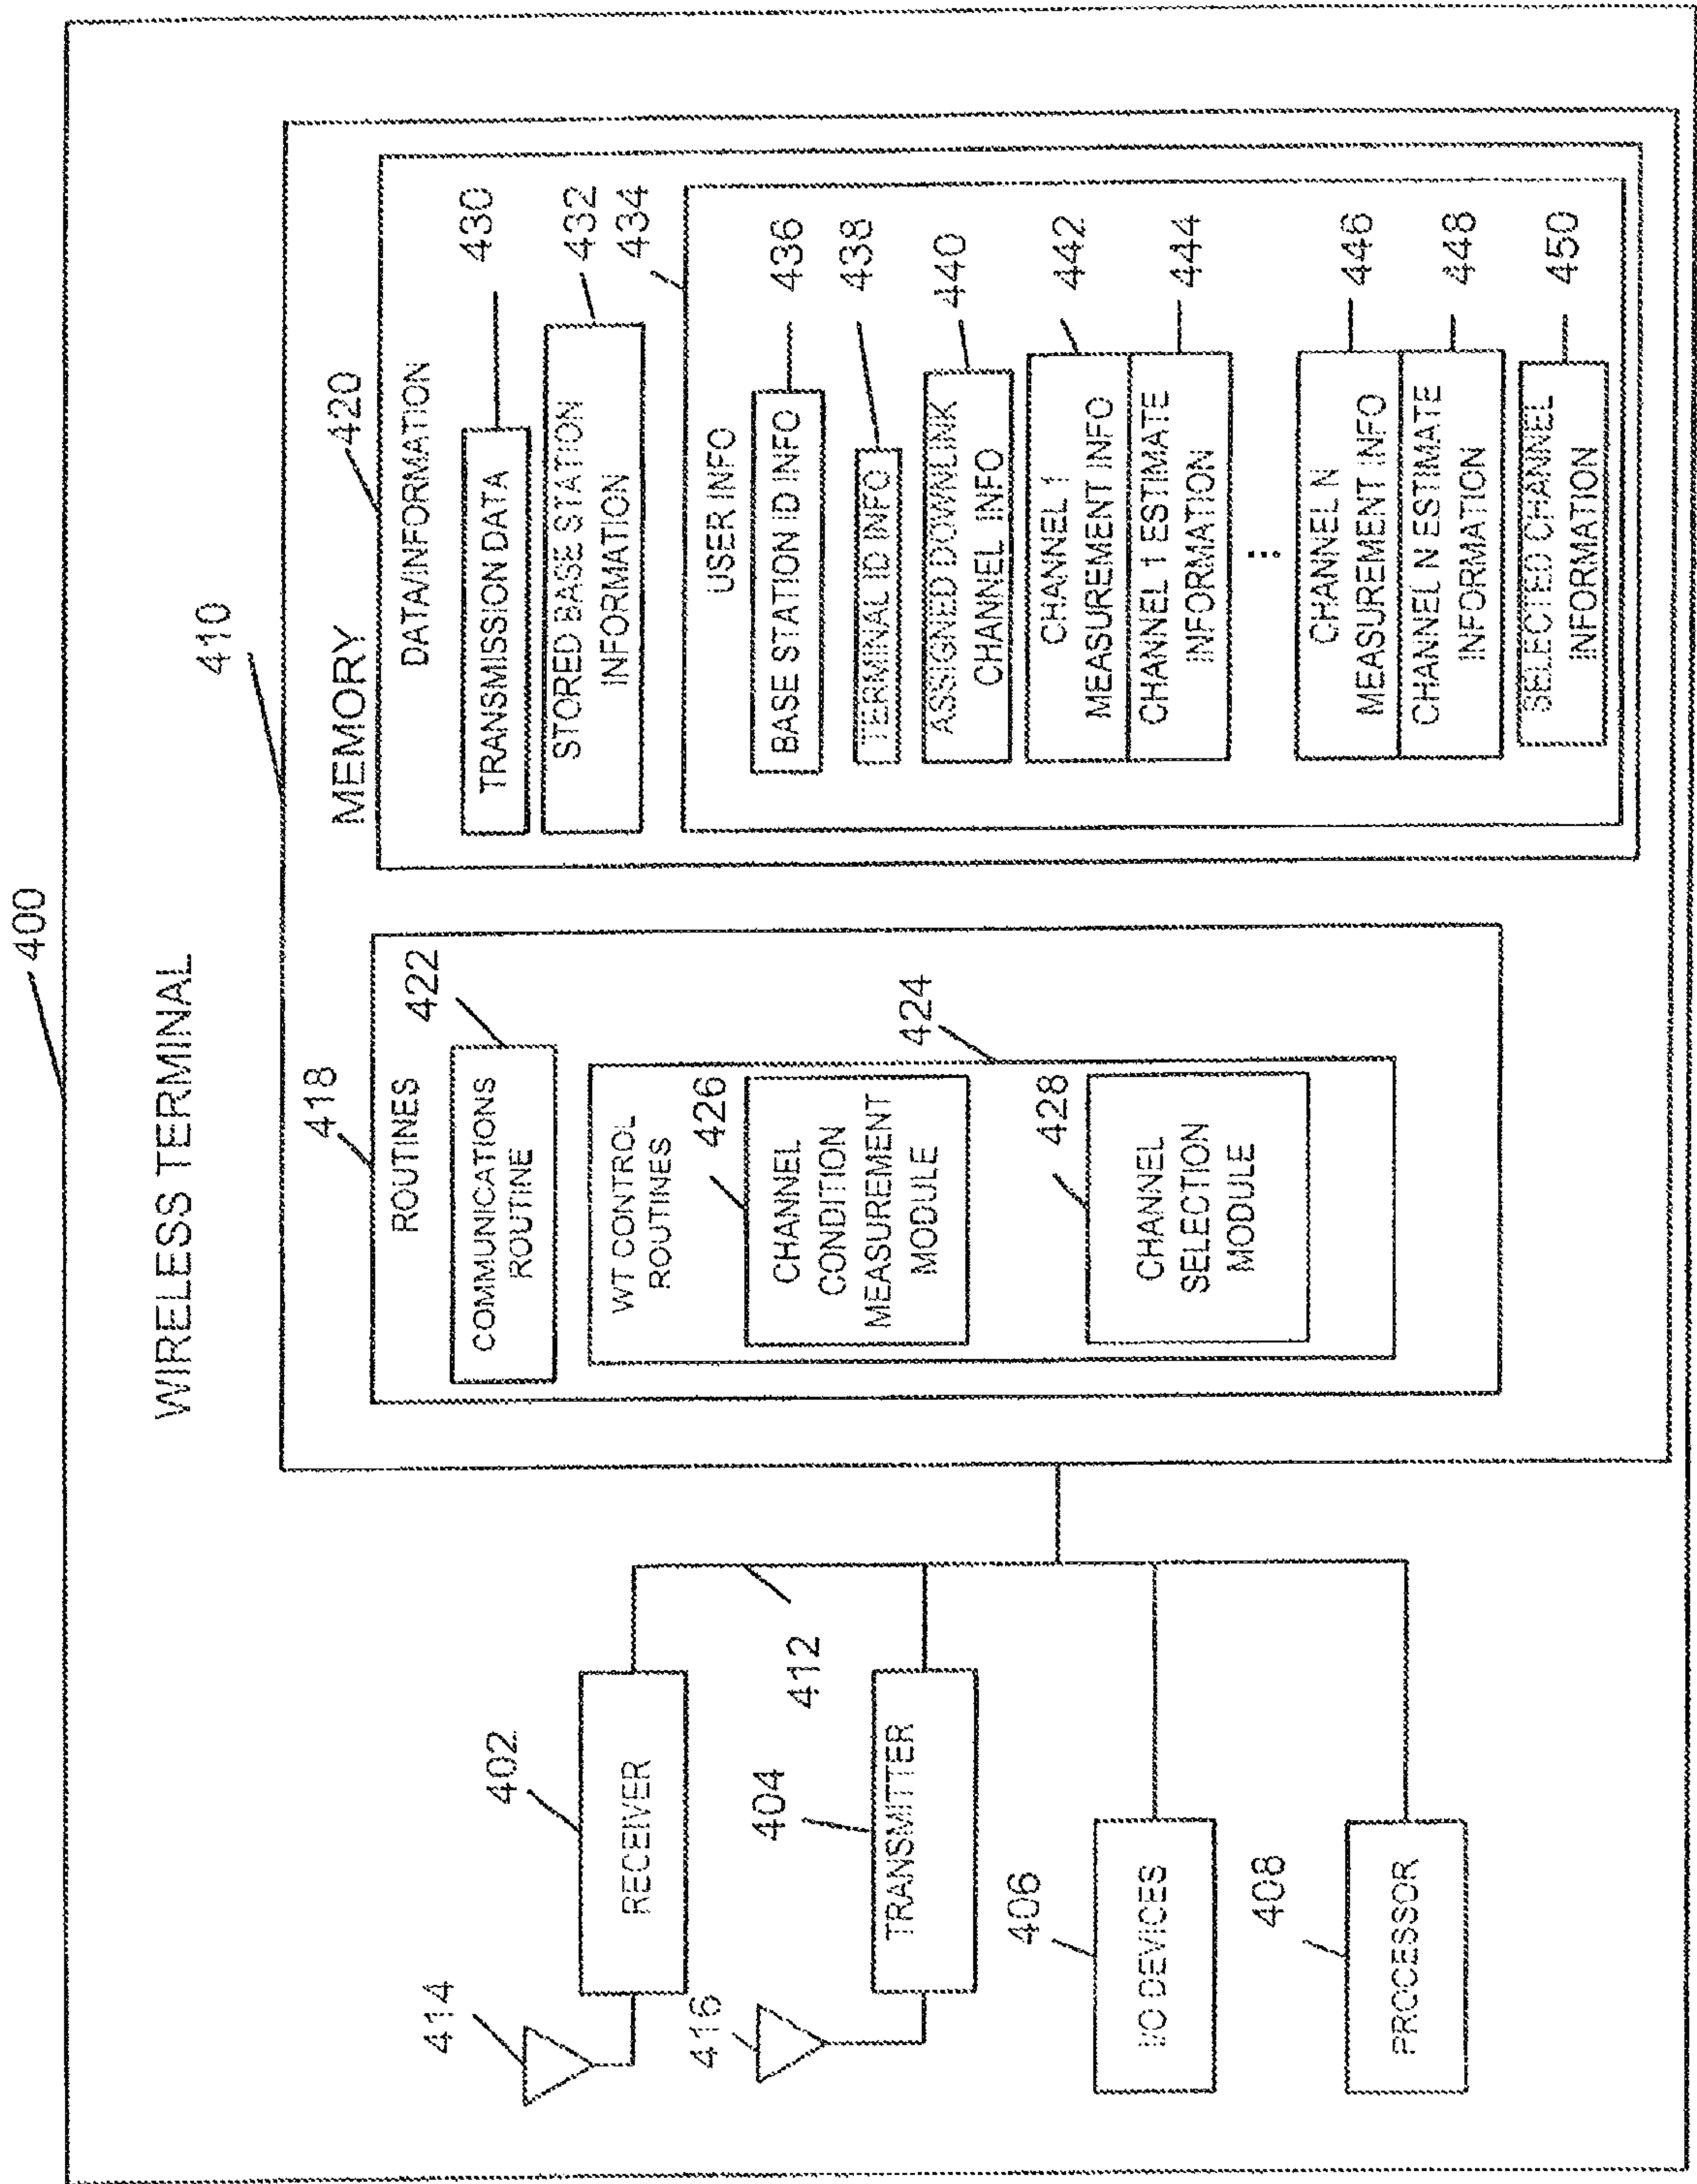 400
WIRELESS TERMINAL
414
402
RECEIVER
416
404
TRANSMITTER
412
406
I/O DEVICES
408
PROCESSOR
410
MEMORY
418
ROUTINES
422
COMMUNICATIONS
ROUTINE
424
WT CONTROL
ROUTINES
426
CHANNEL
CONDITION
MEASUREMENT
MODULE
428
CHANNEL
SELECTION
MODULE
420
DATA/INFORMATION
430
TRANSMISSION DATA
432
STORED BASE STATION
INFORMATION
434
USER INFO
436
BASE STATION ID INFO
438
TERMINAL ID INFO
440
ASSIGNED DOWNLINK
CHANNEL INFO
442
CHANNEL 1
MEASUREMENT INFO
444
CHANNEL 1 ESTIMATE
INFORMATION
...
446
CHANNEL N
MEASUREMENT INFO
448
CHANNEL N ESTIMATE
INFORMATION
450
SELECTED CHANNEL
INFORMATION